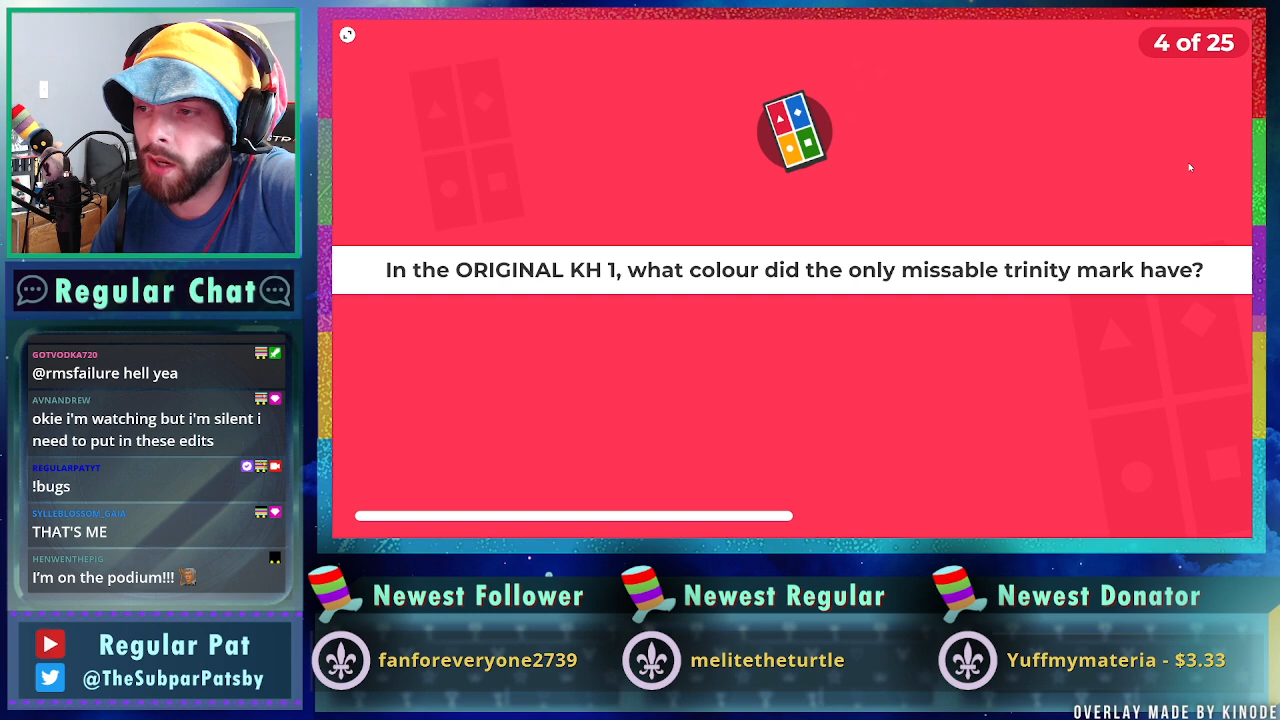 4 of 25
In the ORIGINAL KH 1, what colour did the only missable trinity mark have?
Regular Chat
GOTVODKA720
@rmsfailure hell yea
AVNANDREW
okie i'm watching but i'm silent i
need to put in these edits
REGULARPATYT
!bugs
SYLLEBLOSSOM_GAIA
THAT'S ME
HENWENTHEPIG
I'm on the podium!!!
Regular Pat
@TheSubparPatsby
Newest Follower
fanforeveryone2739
Newest Regular
melitetheturtle
Newest Donator
Yuffmymateria - $3.33
OVERLAY MADE BY KINODE